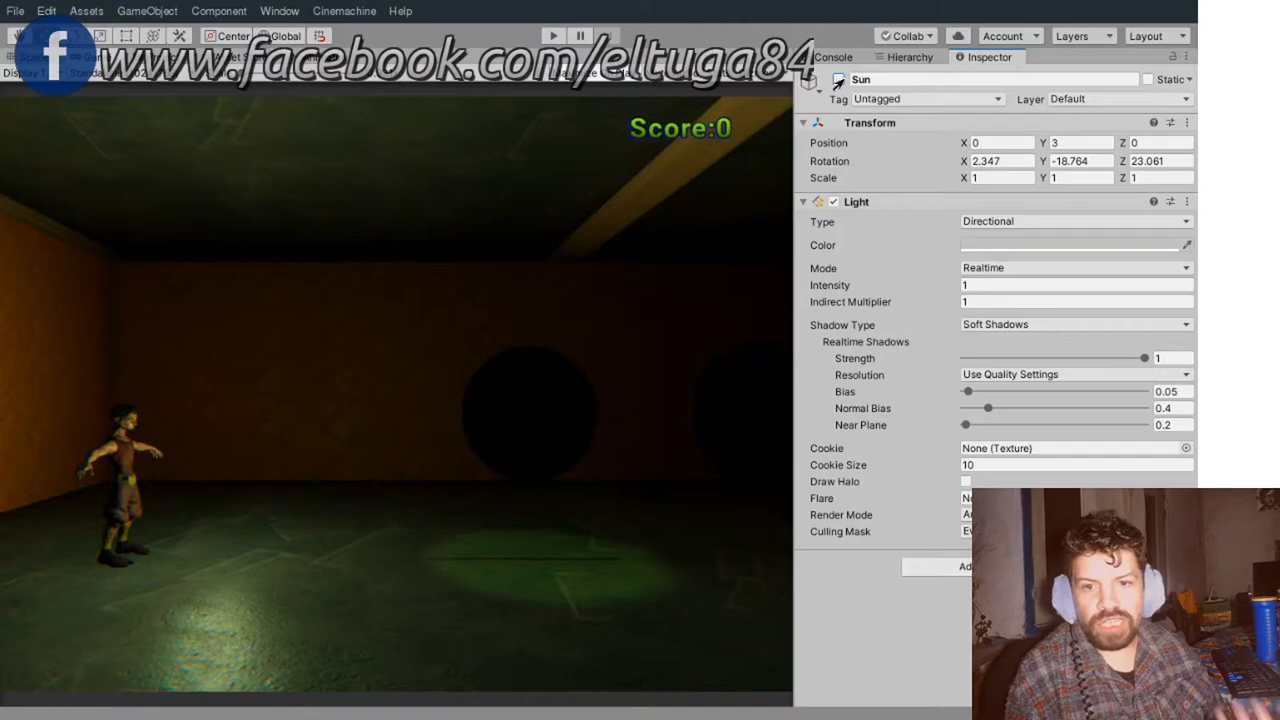 File Edit Assets GameObject Component Window Cinemachine Help
Center Global Collab Account Layers Layout
f www.facebook.com/eltuga84
Console Hierarchy Inspector
Display 1
Sun Static
Tag Untagged Layer Default
Score:0
Transform
Position X 0 Y 3 Z 0
Rotation X 2.347 Y -18.764 Z 23.061
Scale X 1 Y 1 Z 1
Light
Type Directional
Color
Mode Realtime
Intensity 1
Indirect Multiplier 1
Shadow Type Soft Shadows
Realtime Shadows
Strength 1
Resolution Use Quality Settings
Bias 0.05
Normal Bias 0.4
Near Plane 0.2
Cookie None (Texture)
Cookie Size 10
Draw Halo
Flare
Render Mode
Culling Mask